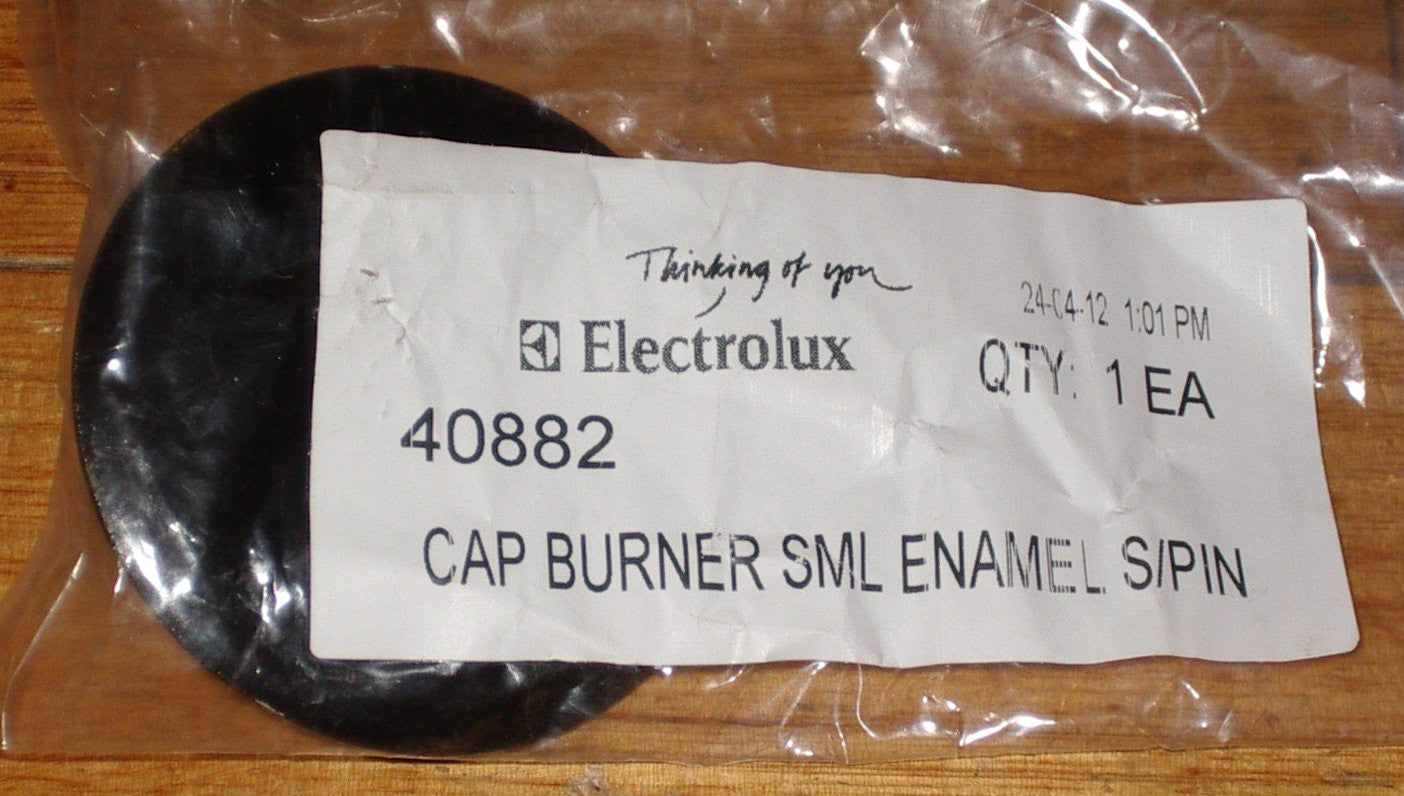 Thinking of you
Electrolux
24-04-12 1:01 PM
QTY: 1 EA
40882
CAP BURNER SML ENAMEL S/PIN